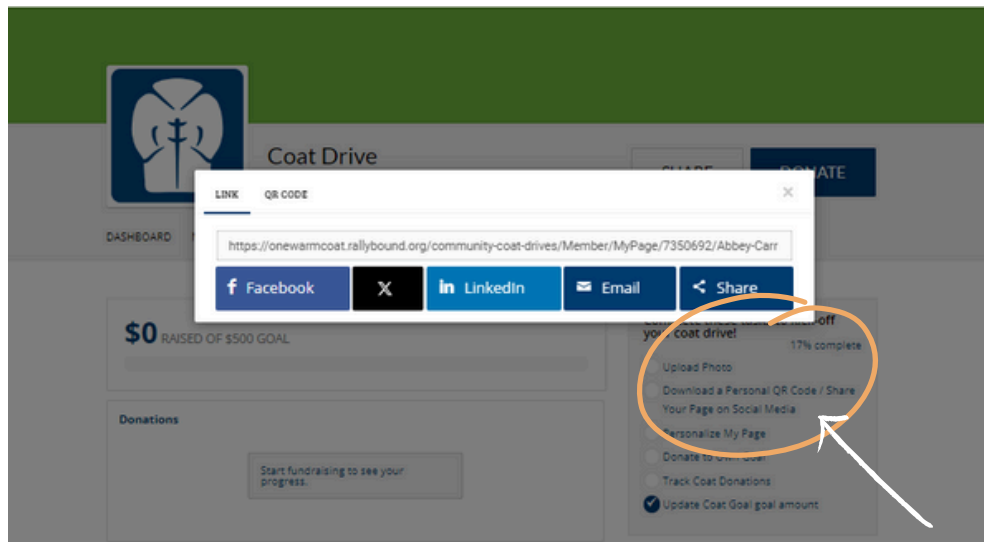 Coat Drive
DONATE
LINK
QR CODE
https://onewarmcoat.rallybound.org/community-coat-drives/Member/MyPage/7350692/Abbey-Carr
Facebook
X
LinkedIn
Email
Share
DASHBOARD
$0 RAISED OF $500 GOAL
your coat drive!
17% complete
Upload Photo
Download a Personal QR Code / Share
Your Page on Social Media
Personalize My Page
Donate to Own Goal
Track Coat Donations
Update Coat Goal goal amount
Donations
Start fundraising to see your
progress.